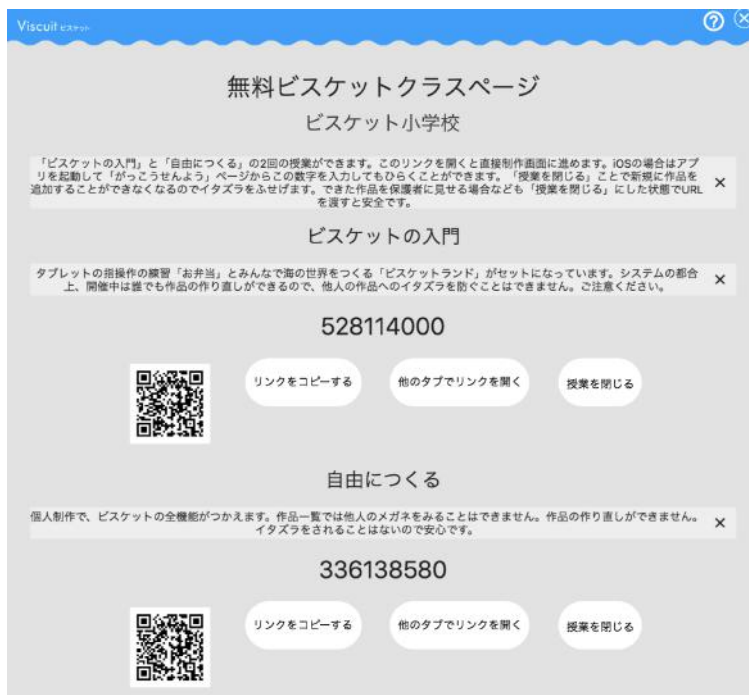 Viscuit ビスケット
無料ビスケットクラスページ
ビスケット小学校
「ビスケットの入門」と「自由につくる」の2回の授業ができます。このリンクを開くと直接制作画面に進めます。iOSの場合はアプ
リを起動して「がっこうせんよう」ページからこの数字を入力してもひらくことができます。「授業を閉じる」ことで新規に作品を
追加することができなくなるのでイタズラをふせげます。できた作品を保護者に見せる場合なども「授業を閉じる」にした状態でURL
を渡すと安全です。
ビスケットの入門
タブレットの指操作の練習「お弁当」とみんなで海の世界をつくる「ビスケットランド」がセットになっています。システムの都合
上、開催中は誰でも作品の作り直しができるので、他人の作品へのイタズラを防ぐことはできません。ご注意ください。
528114000
リンクをコピーする 他のタブでリンクを開く 授業を閉じる
自由につくる
個人制作で、ビスケットの全機能がつかえます。作品一覧では他人のメガネをみることはできません。作品の作り直しができません。
イタズラをされることはないので安心です。
336138580
リンクをコピーする 他のタブでリンクを開く 授業を閉じる